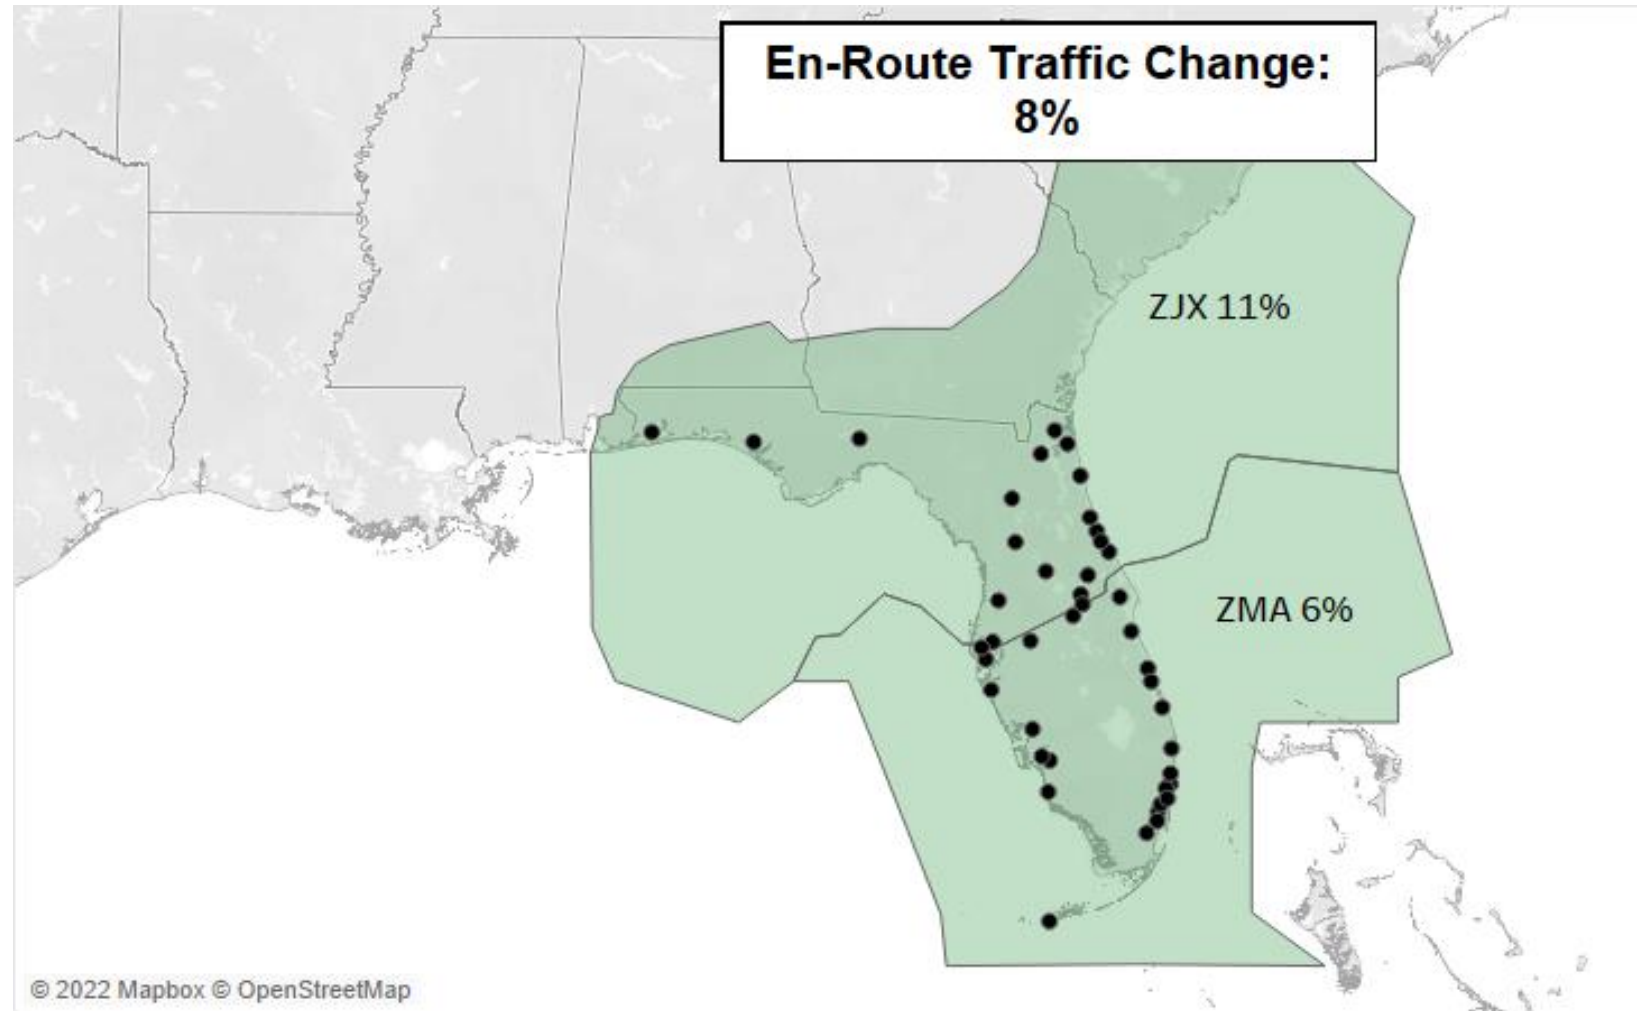 En-Route Traffic Change:
8%
ZJX 11%
ZMA 6%
© 2022 Mapbox © OpenStreetMap